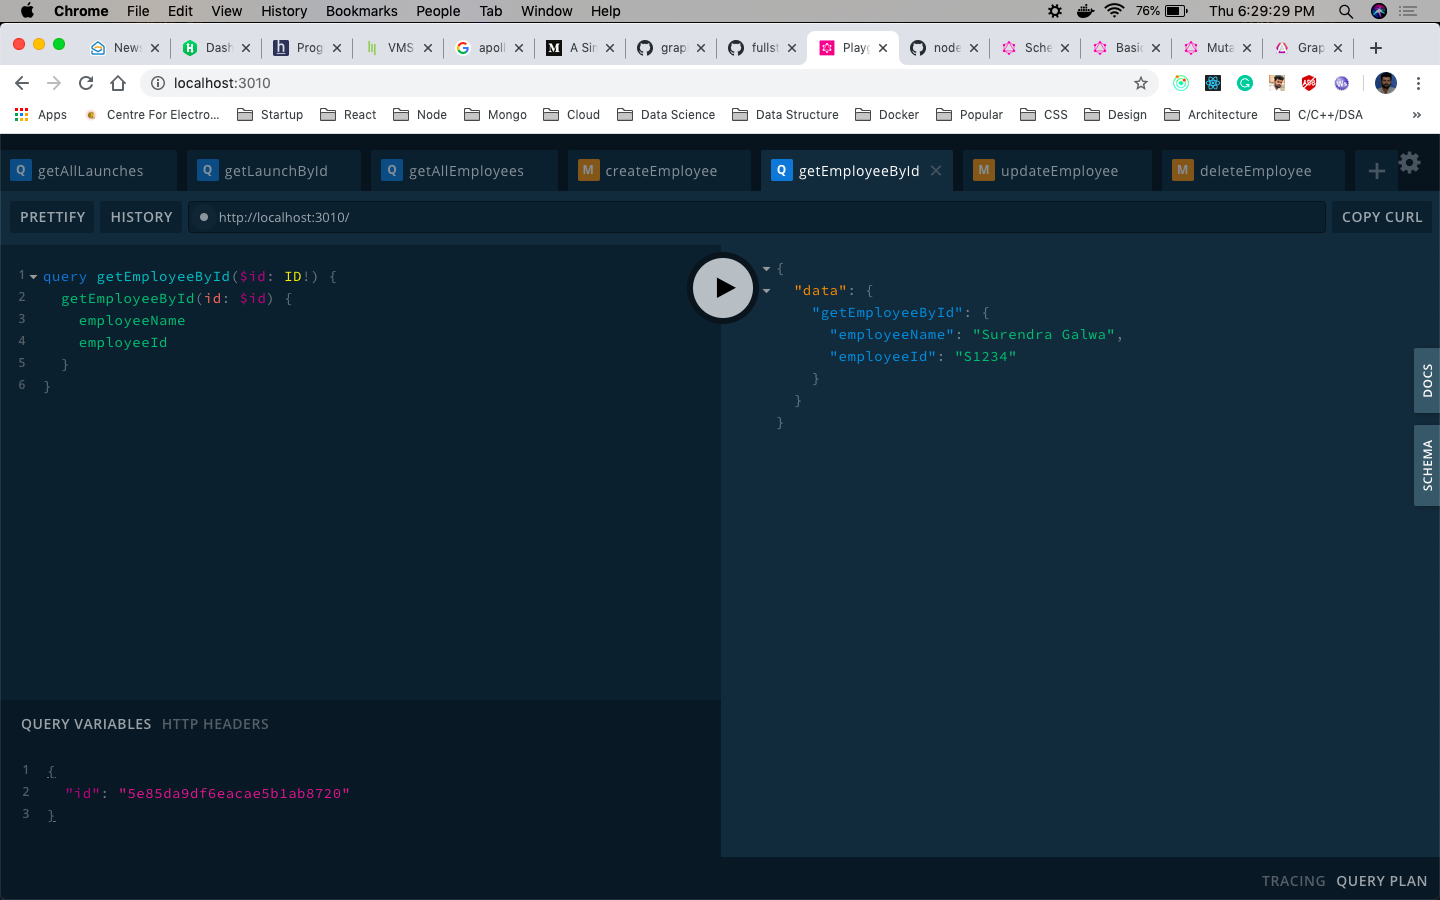 Chrome File Edit View History Bookmarks People Tab Window Help 76% Thu 6:29:29 PM
News Dash Prog VMS apoll A Sim grap fullst Playg node Sche Basic Muta Grap
localhost:3010
Apps Centre For Electro... Startup React Node Mongo Cloud Data Science Data Structure Docker Popular CSS Design Architecture C/C++/DSA »
Q getAllLaunches Q getLaunchById Q getAllEmployees M createEmployee Q getEmployeeById M updateEmployee M deleteEmployee
PRETTIFY HISTORY http://localhost:3010/ COPY CURL
1 query getEmployeeById($id: ID!) {
2 getEmployeeById(id: $id) {
3 employeeName
4 employeeId
5 }
6 }
{
"data": {
"getEmployeeById": {
"employeeName": "Surendra Galwa",
"employeeId": "S1234"
}
}
}
DOCS
SCHEMA
QUERY VARIABLES HTTP HEADERS
1 {
2 "id": "5e85da9df6eacae5b1ab8720"
3 }
TRACING QUERY PLAN